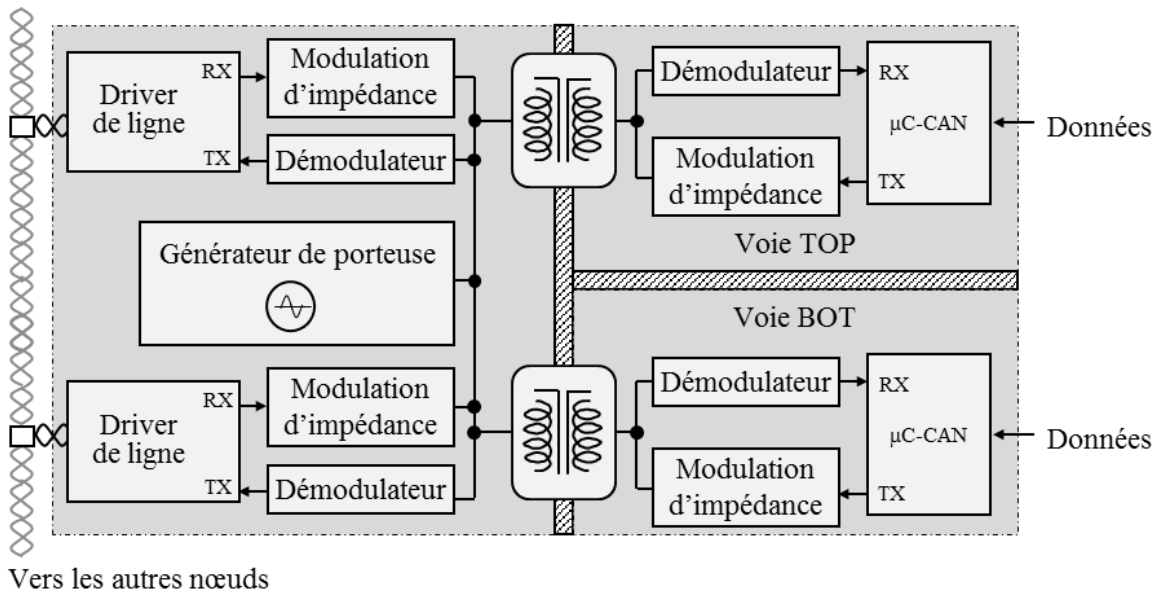 RX
Driver
de ligne
TX
Modulation
d'impédance
Démodulateur
Générateur de porteuse
RX
Driver
de ligne
TX
Modulation
d'impédance
Démodulateur
Démodulateur
Modulation
d'impédance
RX
µC-CAN
TX
Données
Voie TOP
Voie BOT
Démodulateur
Modulation
d'impédance
RX
µC-CAN
TX
Données
Vers les autres nœuds